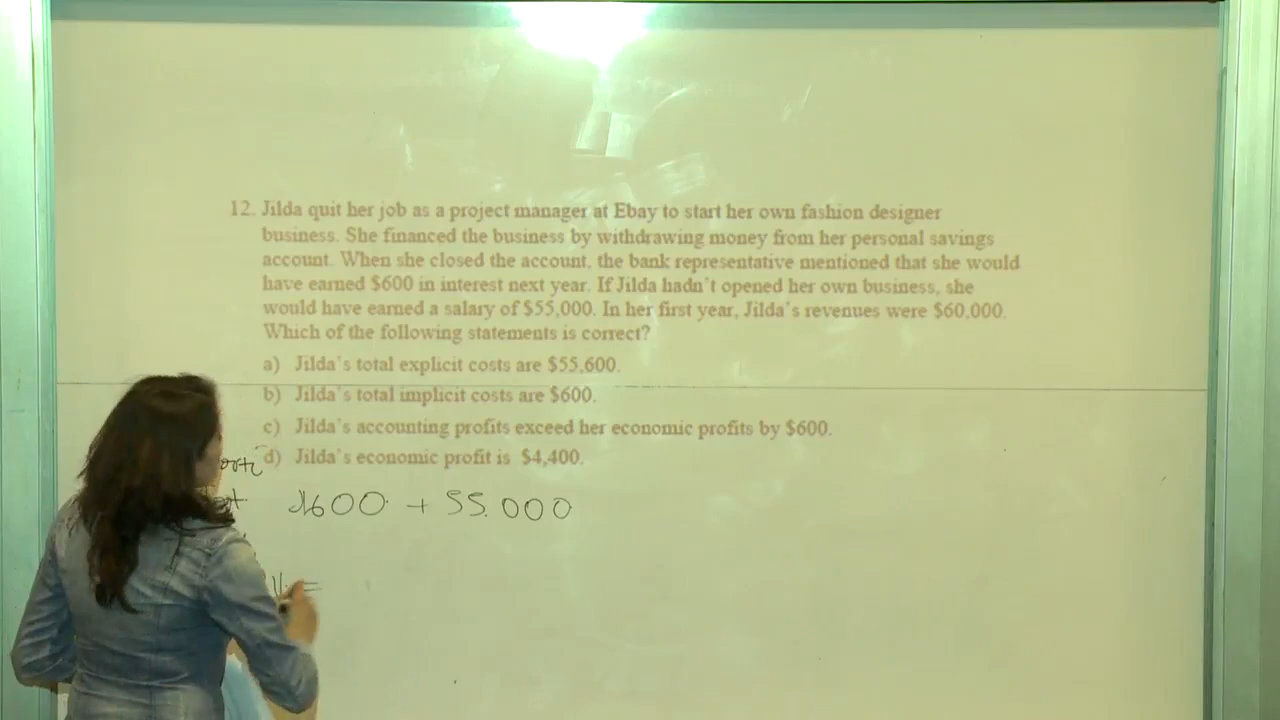 12. Jilda quit her job as a project manager at Ebay to start her own fashion designer
business. She financed the business by withdrawing money from her personal savings
account. When she closed the account, the bank representative mentioned that she would
have earned $600 in interest next year. If Jilda hadn't opened her own business, she
would have earned a salary of $55,000. In her first year, Jilda's revenues were $60,000.
Which of the following statements is correct?
a) Jilda's total explicit costs are $55,600.
b) Jilda's total implicit costs are $600.
c) Jilda's accounting profits exceed her economic profits by $600.
d) Jilda's economic profit is $4,400.
$600 + 55.000
=